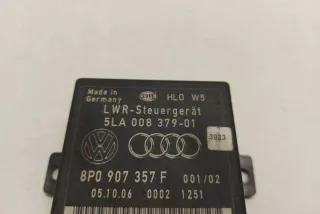 Made in
Germany
HLO W5
LWR-Steuergerät
5LA 008 379-01
3023
8P0 907 357 F 001/02
05.10.06 0002 1251